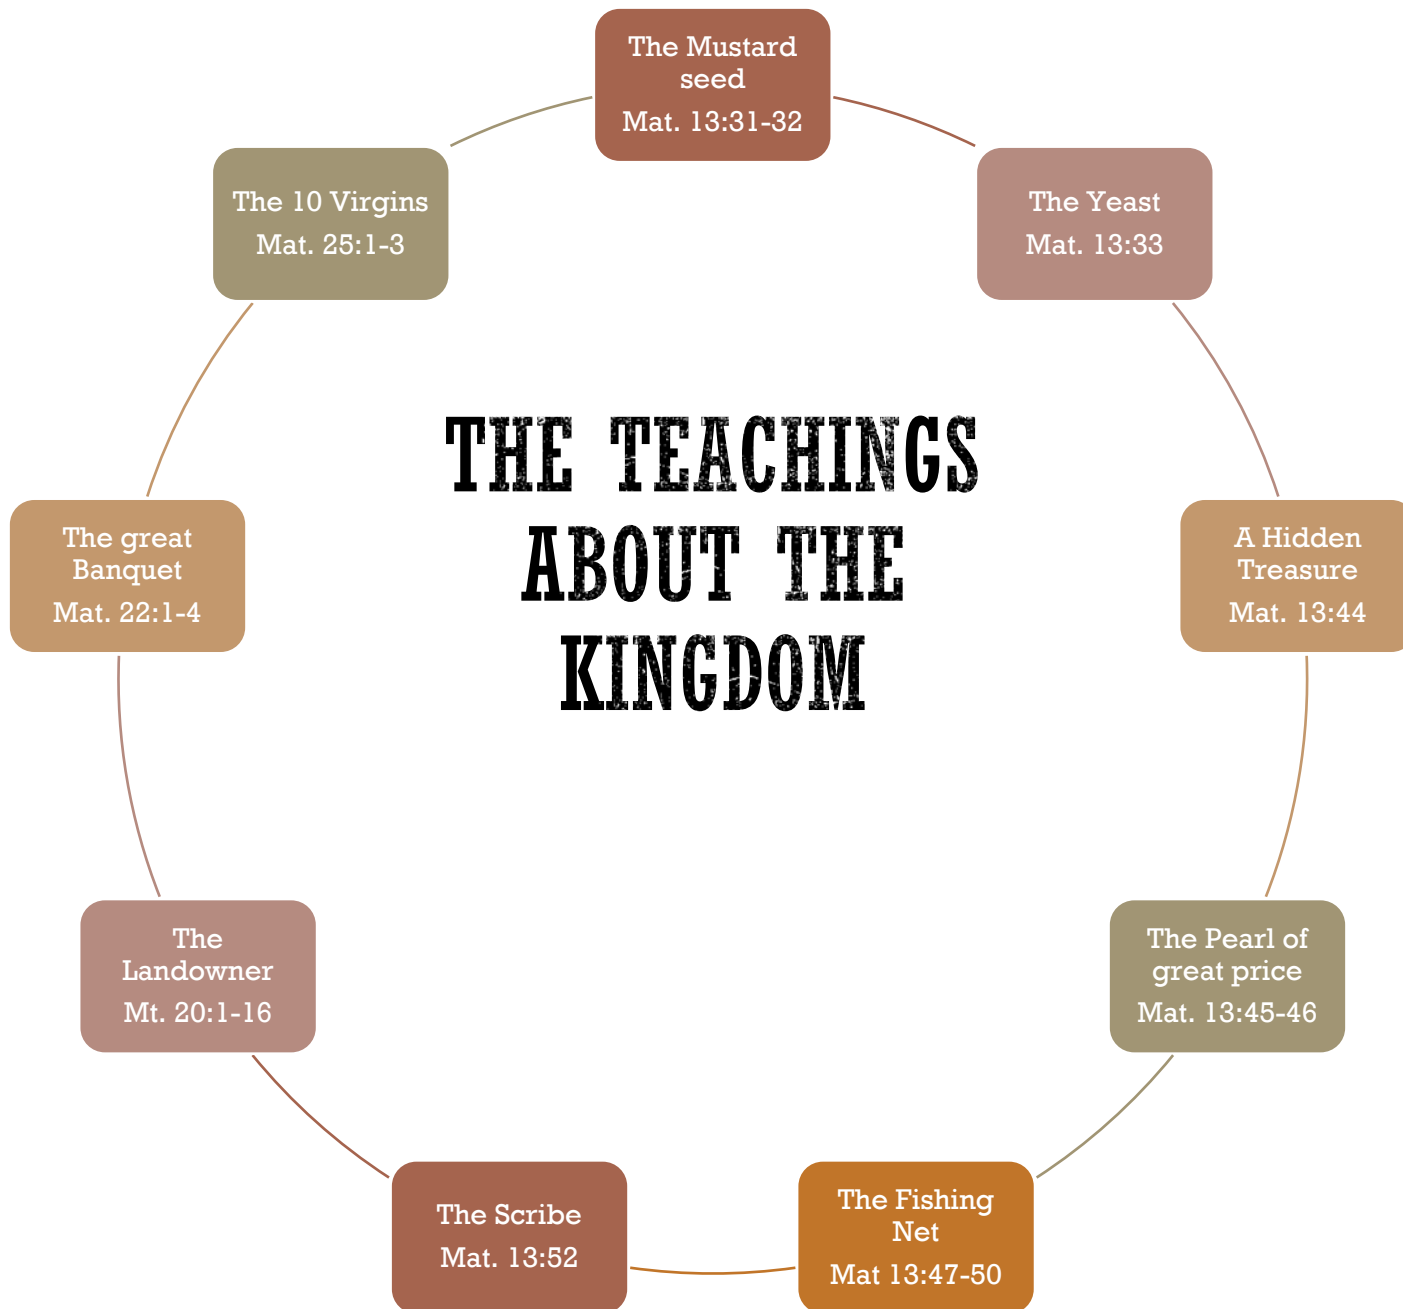 The Mustard
seed
Mat. 13:31-32
The Yeast
Mat. 13:33
A Hidden
Treasure
Mat. 13:44
The Pearl of
great price
Mat. 13:45-46
The Fishing
Net
Mat 13:47-50
The Scribe
Mat. 13:52
The
Landowner
Mt. 20:1-16
The great
Banquet
Mat. 22:1-4
The 10 Virgins
Mat. 25:1-3
THE TEACHINGS
ABOUT THE
KINGDOM